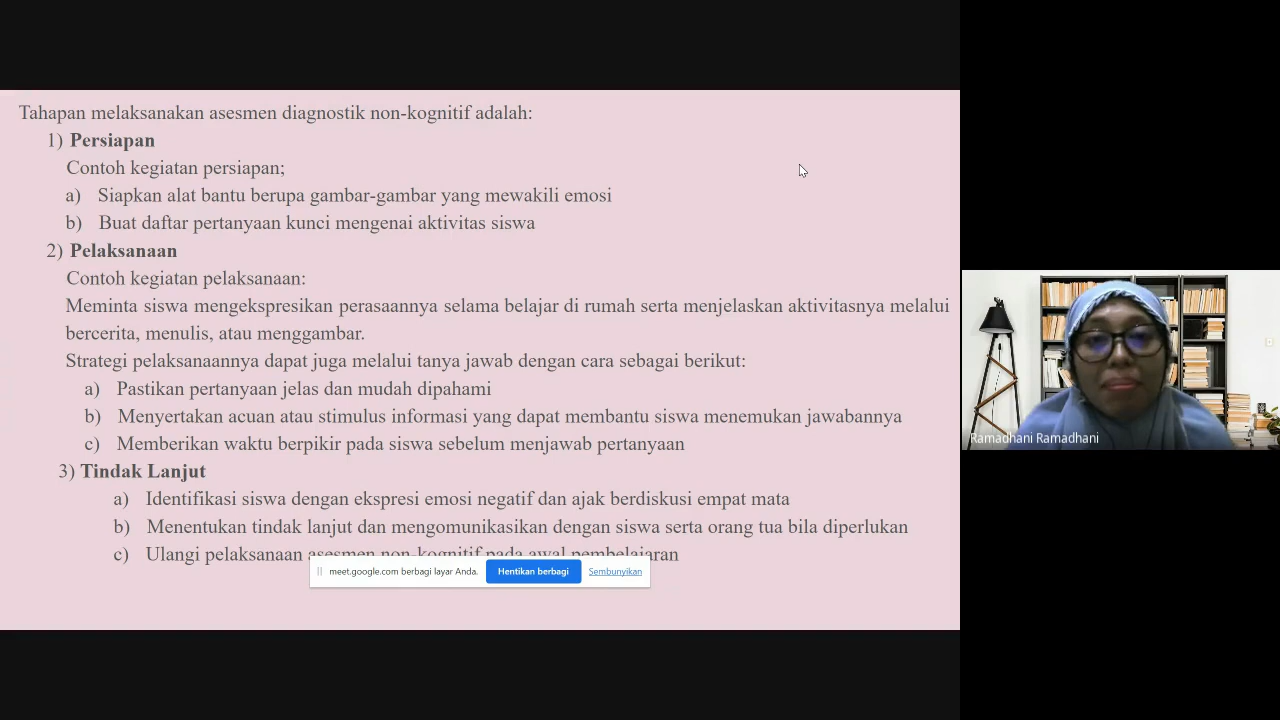 Tahapan melaksanakan asesmen diagnostik non-kognitif adalah:
1) Persiapan
Contoh kegiatan persiapan;
a) Siapkan alat bantu berupa gambar-gambar yang mewakili emosi
b) Buat daftar pertanyaan kunci mengenai aktivitas siswa
2) Pelaksanaan
Contoh kegiatan pelaksanaan:
Meminta siswa mengekspresikan perasaannya selama belajar di rumah serta menjelaskan aktivitasnya melalui
bercerita, menulis, atau menggambar.
Strategi pelaksanaannya dapat juga melalui tanya jawab dengan cara sebagai berikut:
a) Pastikan pertanyaan jelas dan mudah dipahami
b) Menyertakan acuan atau stimulus informasi yang dapat membantu siswa menemukan jawabannya
c) Memberikan waktu berpikir pada siswa sebelum menjawab pertanyaan
3) Tindak Lanjut
a) Identifikasi siswa dengan ekspresi emosi negatif dan ajak berdiskusi empat mata
b) Menentukan tindak lanjut dan mengomunikasikan dengan siswa serta orang tua bila diperlukan
c) Ulangi pelaksanaan asesmen non-kognitif pada awal pembelajaran
meet.google.com berbagi layar Anda. Hentikan berbagi Sembunyikan
Ramadhani Ramadhani